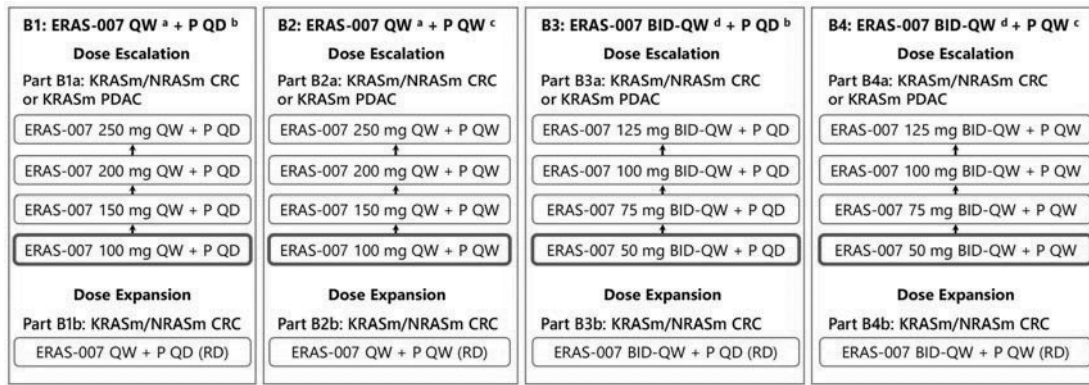 B1: ERAS-007 QW a + P QD b
Dose Escalation
Part B1a: KRASm/NRASm CRC
or KRASm PDAC
ERAS-007 250 mg QW + P QD
ERAS-007 200 mg QW + P QD
ERAS-007 150 mg QW + P QD
ERAS-007 100 mg QW + P QD
Dose Expansion
Part B1b: KRASm/NRASm CRC
ERAS-007 QW + P QD (RD)
B2: ERAS-007 QW a + P QW c
Dose Escalation
Part B2a: KRASm/NRASm CRC
or KRASm PDAC
ERAS-007 250 mg QW + P QW
ERAS-007 200 mg QW + P QW
ERAS-007 150 mg QW + P QW
ERAS-007 100 mg QW + P QW
Dose Expansion
Part B2b: KRASm/NRASm CRC
ERAS-007 QW + P QW (RD)
B3: ERAS-007 BID-QW d + P QD b
Dose Escalation
Part B3a: KRASm/NRASm CRC
or KRASm PDAC
ERAS-007 125 mg BID-QW + P QD
ERAS-007 100 mg BID-QW + P QD
ERAS-007 75 mg BID-QW + P QD
ERAS-007 50 mg BID-QW + P QD
Dose Expansion
Part B3b: KRASm/NRASm CRC
ERAS-007 BID-QW + P QD (RD)
B4: ERAS-007 BID-QW d + P QW c
Dose Escalation
Part B4a: KRASm/NRASm CRC
or KRASm PDAC
ERAS-007 125 mg BID-QW + P QW
ERAS-007 100 mg BID-QW + P QW
ERAS-007 75 mg BID-QW + P QW
ERAS-007 50 mg BID-QW + P QW
Dose Expansion
Part B4b: KRASm/NRASm CRC
ERAS-007 BID-QW + P QW (RD)